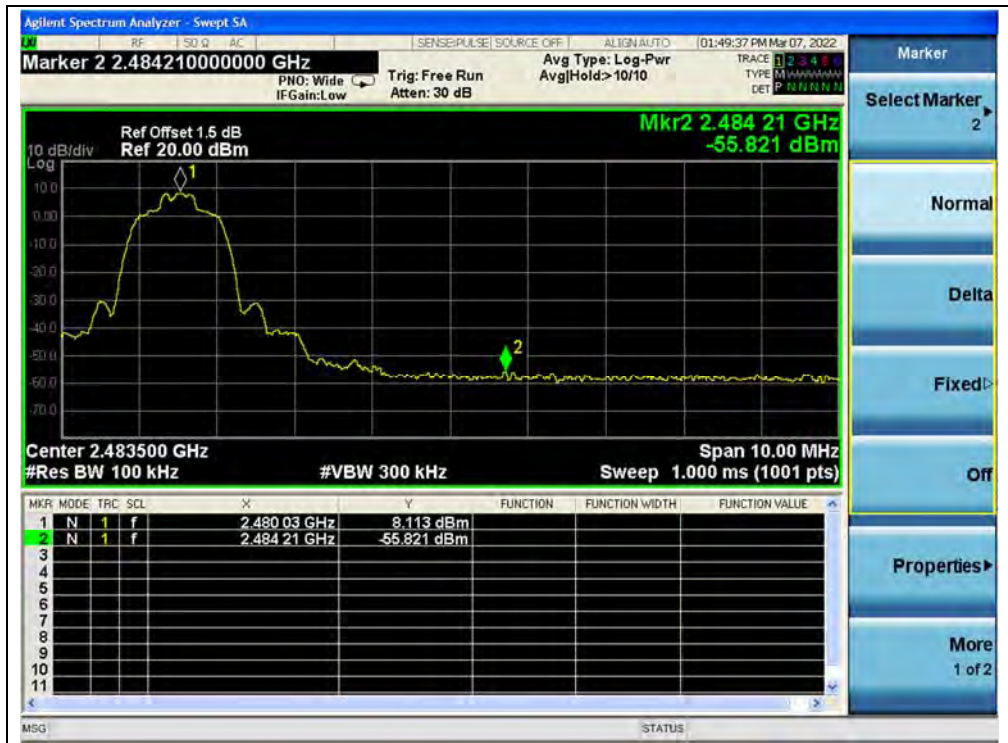 Agilent Spectrum Analyzer - Swept SA
LXI RF 50 Ω AC SENSE:PULSE SOURCE OFF ALIGN AUTO 01:49:37 PM Mar 07, 2022
Marker 2 2.484210000000 GHz
PNO: Wide
IFGain:Low
Trig: Free Run
Atten: 30 dB
Avg Type: Log-Pwr
Avg|Hold:>10/10
TRACE 1 2 3 4 5 6
TYPE M W W W W W
DET P N N N N N
Mkr2 2.484 21 GHz
-55.821 dBm
Ref Offset 1.5 dB
10 dB/div Ref 20.00 dBm
Log
10.0
0.00
-10.0
-20.0
-30.0
-40.0
-50.0
-60.0
-70.0
1
2
Center 2.483500 GHz Span 10.00 MHz
#Res BW 100 kHz #VBW 300 kHz Sweep 1.000 ms (1001 pts)
MKR MODE TRC SCL X Y FUNCTION FUNCTION WIDTH FUNCTION VALUE
1 N 1 f 2.480 03 GHz 8.113 dBm
2 N 1 f 2.484 21 GHz -55.821 dBm
3
4
5
6
7
8
9
10
11
MSG STATUS
Marker
Select Marker
2
Normal
Delta
Fixed
Off
Properties
More
1 of 2